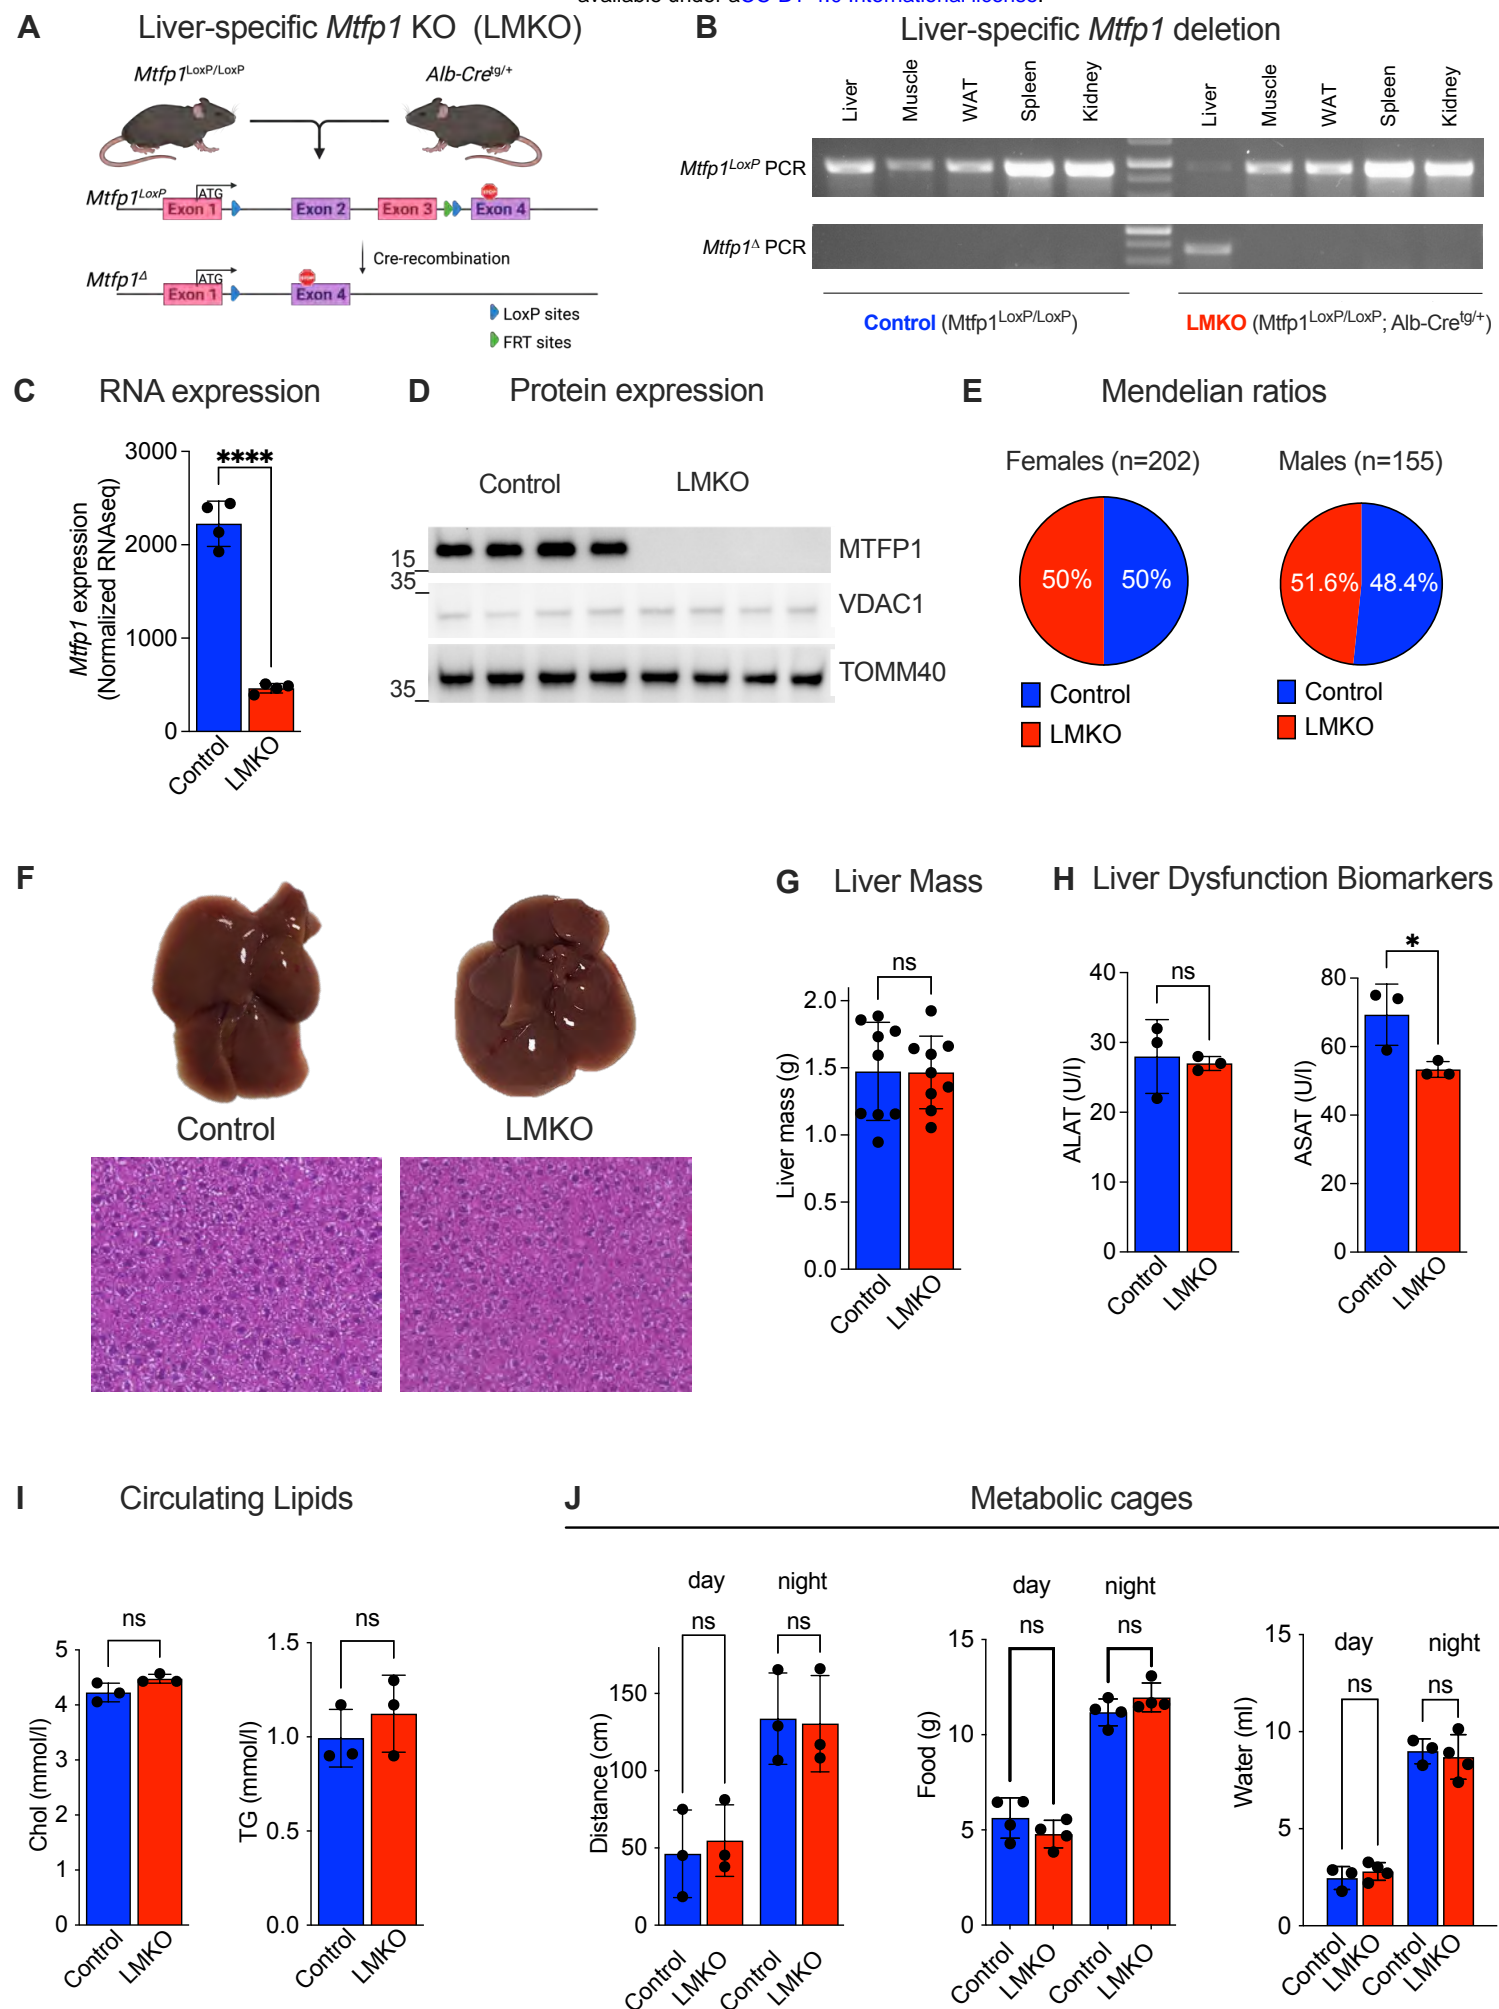 available under aCC-BY 4.0 International license.
A Liver-specific Mtfp1 KO (LMKO)
Mtfp1LoxP/LoxP
Alb-Cretg/+
Mtfp1LoxP
ATG
STOP
Exon 1
Exon 2
Exon 3
Exon 4
Cre-recombination
Mtfp1Δ
ATG
STOP
Exon 1
Exon 4
LoxP sites
FRT sites
B Liver-specific Mtfp1 deletion
Liver
Muscle
WAT
Spleen
Kidney
Liver
Muscle
WAT
Spleen
Kidney
Mtfp1LoxP PCR
Mtfp1Δ PCR
Control (Mtfp1LoxP/LoxP)
LMKO (Mtfp1LoxP/LoxP; Alb-Cretg/+)
C RNA expression
Mtfp1 expression
(Normalized RNAseq)
3000
2000
1000
0
****
Control
LMKO
D Protein expression
Control
LMKO
15
MTFP1
35
VDAC1
35
TOMM40
E Mendelian ratios
Females (n=202)
50%
50%
Control
LMKO
Males (n=155)
51.6%
48.4%
Control
LMKO
F
Control
LMKO
G Liver Mass
Liver mass (g)
2.0
1.5
1.0
0.5
0.0
ns
Control
LMKO
H Liver Dysfunction Biomarkers
ALAT (U/l)
40
30
20
10
0
ns
Control
LMKO
ASAT (U/l)
80
60
40
20
0
*
Control
LMKO
I Circulating Lipids
Chol (mmol/l)
5
4
3
2
1
0
ns
Control
LMKO
TG (mmol/l)
1.5
1.0
0.5
0.0
ns
Control
LMKO
J Metabolic cages
Distance (cm)
150
100
50
0
day
night
ns
ns
Control
LMKO
Control
LMKO
Food (g)
15
10
5
0
day
night
ns
ns
Control
LMKO
Control
LMKO
Water (ml)
15
10
5
0
day
night
ns
ns
Control
LMKO
Control
LMKO